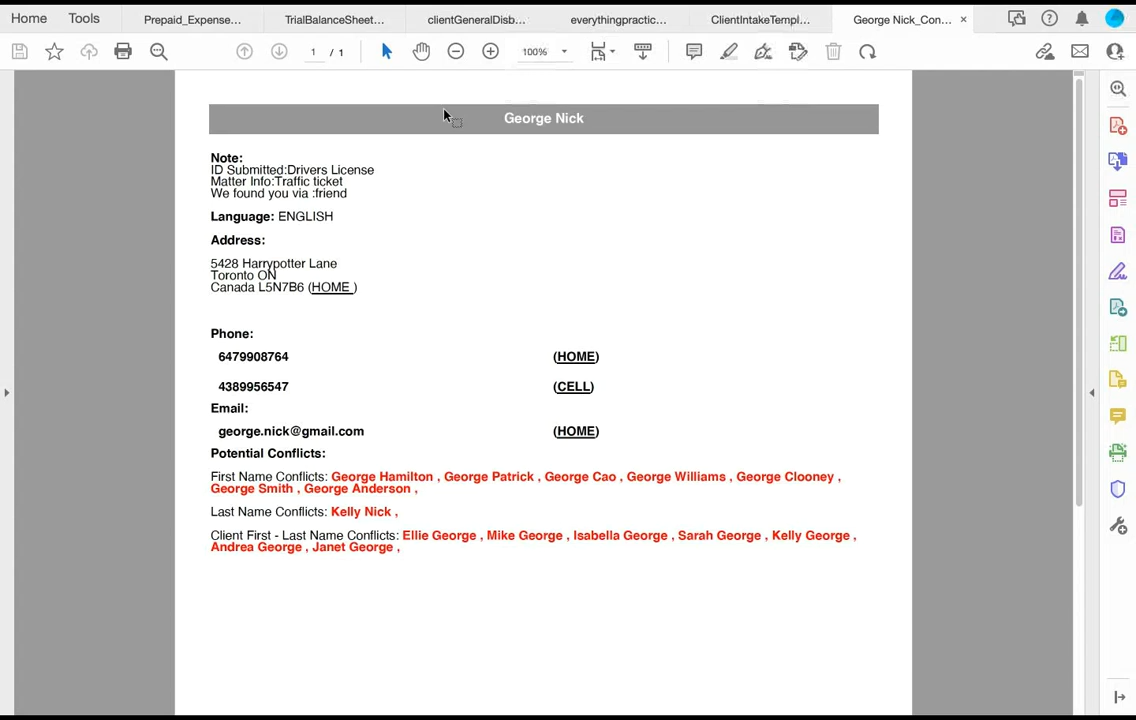 Home
Tools
Prepaid_Expense...
TrialBalanceSheet...
clientGeneralDisb...
everythingpractic...
ClientIntakeTempl...
George Nick_Con...
1 / 1
100%
George Nick
Note:
ID Submitted:Drivers License
Matter Info:Traffic ticket
We found you via :friend
Language: ENGLISH
Address:
5428 Harrypotter Lane
Toronto ON
Canada L5N7B6 (HOME )
Phone:
6479908764 (HOME)
4389956547 (CELL)
Email:
george.nick@gmail.com (HOME)
Potential Conflicts:
First Name Conflicts: George Hamilton , George Patrick , George Cao , George Williams , George Clooney ,
George Smith , George Anderson ,
Last Name Conflicts: Kelly Nick ,
Client First - Last Name Conflicts: Ellie George , Mike George , Isabella George , Sarah George , Kelly George ,
Andrea George , Janet George ,